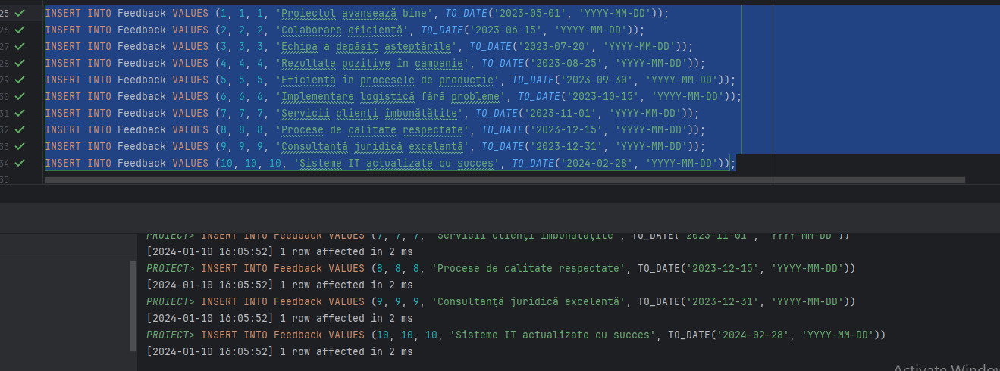 25 INSERT INTO Feedback VALUES (1, 1, 1, 'Proiectul avansează bine', TO_DATE('2023-05-01', 'YYYY-MM-DD'));
26 INSERT INTO Feedback VALUES (2, 2, 2, 'Colaborare eficientă', TO_DATE('2023-06-15', 'YYYY-MM-DD'));
27 INSERT INTO Feedback VALUES (3, 3, 3, 'Echipa a depășit așteptările', TO_DATE('2023-07-20', 'YYYY-MM-DD'));
28 INSERT INTO Feedback VALUES (4, 4, 4, 'Rezultate pozitive în campanie', TO_DATE('2023-08-25', 'YYYY-MM-DD'));
29 INSERT INTO Feedback VALUES (5, 5, 5, 'Eficiență în procesele de producție', TO_DATE('2023-09-30', 'YYYY-MM-DD'));
30 INSERT INTO Feedback VALUES (6, 6, 6, 'Implementare logistică fără probleme', TO_DATE('2023-10-15', 'YYYY-MM-DD'));
31 INSERT INTO Feedback VALUES (7, 7, 7, 'Servicii clienți îmbunătățite', TO_DATE('2023-11-01', 'YYYY-MM-DD'));
32 INSERT INTO Feedback VALUES (8, 8, 8, 'Procese de calitate respectate', TO_DATE('2023-12-15', 'YYYY-MM-DD'));
33 INSERT INTO Feedback VALUES (9, 9, 9, 'Consultanță juridică excelentă', TO_DATE('2023-12-31', 'YYYY-MM-DD'));
34 INSERT INTO Feedback VALUES (10, 10, 10, 'Sisteme IT actualizate cu succes', TO_DATE('2024-02-28', 'YYYY-MM-DD'));
35
PROIECT> INSERT INTO Feedback VALUES (7, 7, 7, 'Servicii clienți îmbunătățite', TO_DATE('2023-11-01', 'YYYY-MM-DD'))
[2024-01-10 16:05:52] 1 row affected in 2 ms
PROIECT> INSERT INTO Feedback VALUES (8, 8, 8, 'Procese de calitate respectate', TO_DATE('2023-12-15', 'YYYY-MM-DD'))
[2024-01-10 16:05:52] 1 row affected in 2 ms
PROIECT> INSERT INTO Feedback VALUES (9, 9, 9, 'Consultanță juridică excelentă', TO_DATE('2023-12-31', 'YYYY-MM-DD'))
[2024-01-10 16:05:52] 1 row affected in 2 ms
PROIECT> INSERT INTO Feedback VALUES (10, 10, 10, 'Sisteme IT actualizate cu succes', TO_DATE('2024-02-28', 'YYYY-MM-DD'))
[2024-01-10 16:05:52] 1 row affected in 2 ms
Activate Window